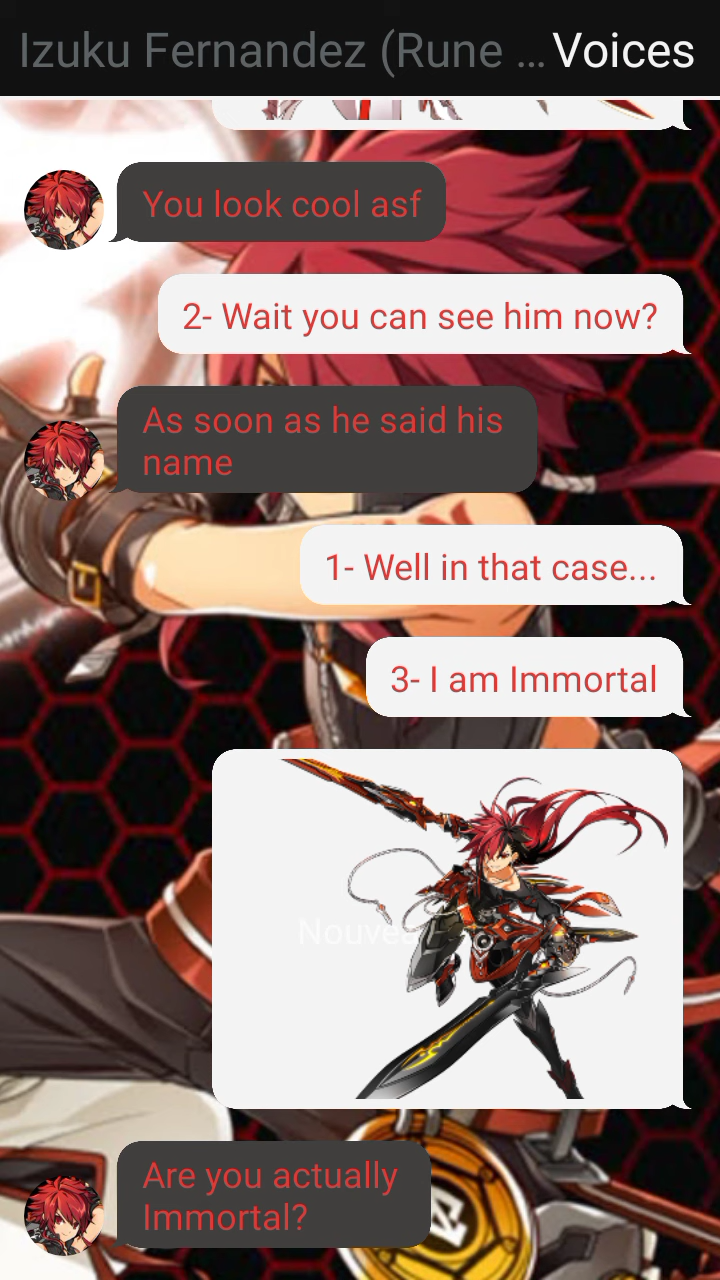 Izuku Fernandez (Rune ... Voices
You look cool asf
2- Wait you can see him now?
As soon as he said his
name
1- Well in that case...
3- I am Immortal
Are you actually
Immortal?